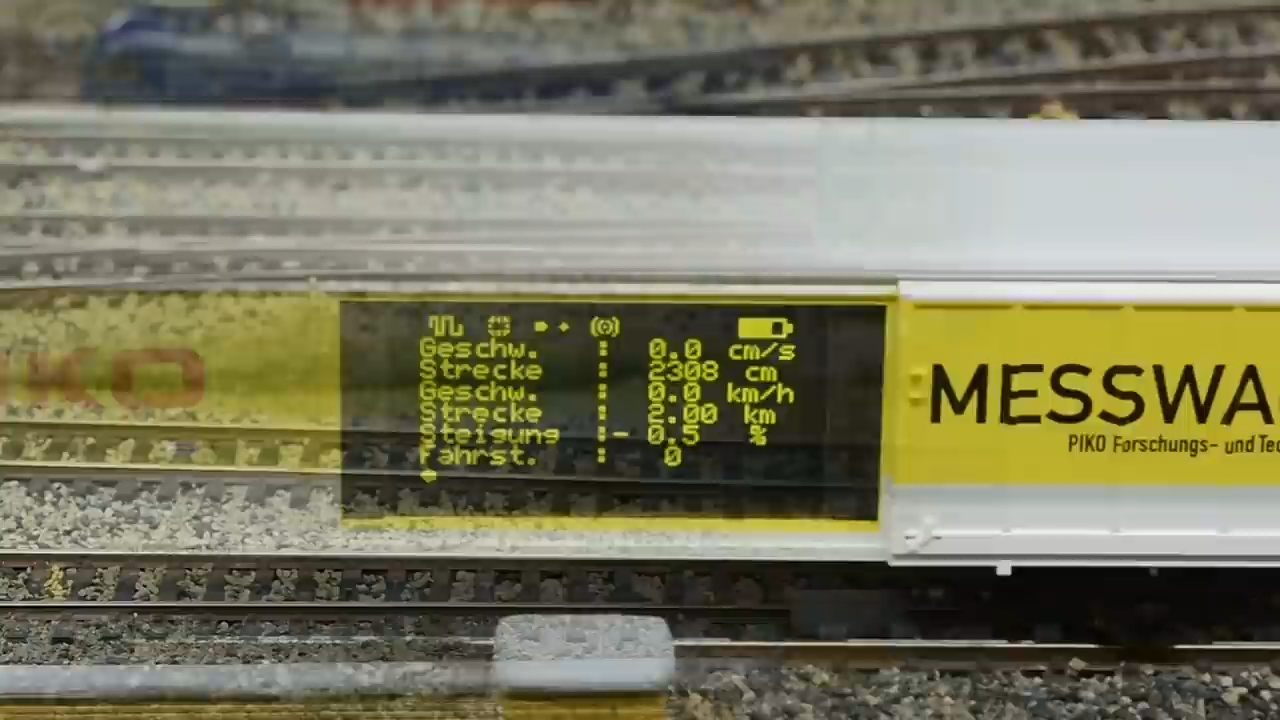 Geschw. : 0.0 cm/s
Strecke : 2308 cm
Geschw. : 0.0 km/h
Strecke : 2.00 km
Steigung :- 0.5 %
Fahrst. : 0
PIKO
MESSWA
PIKO Forschungs- und Te